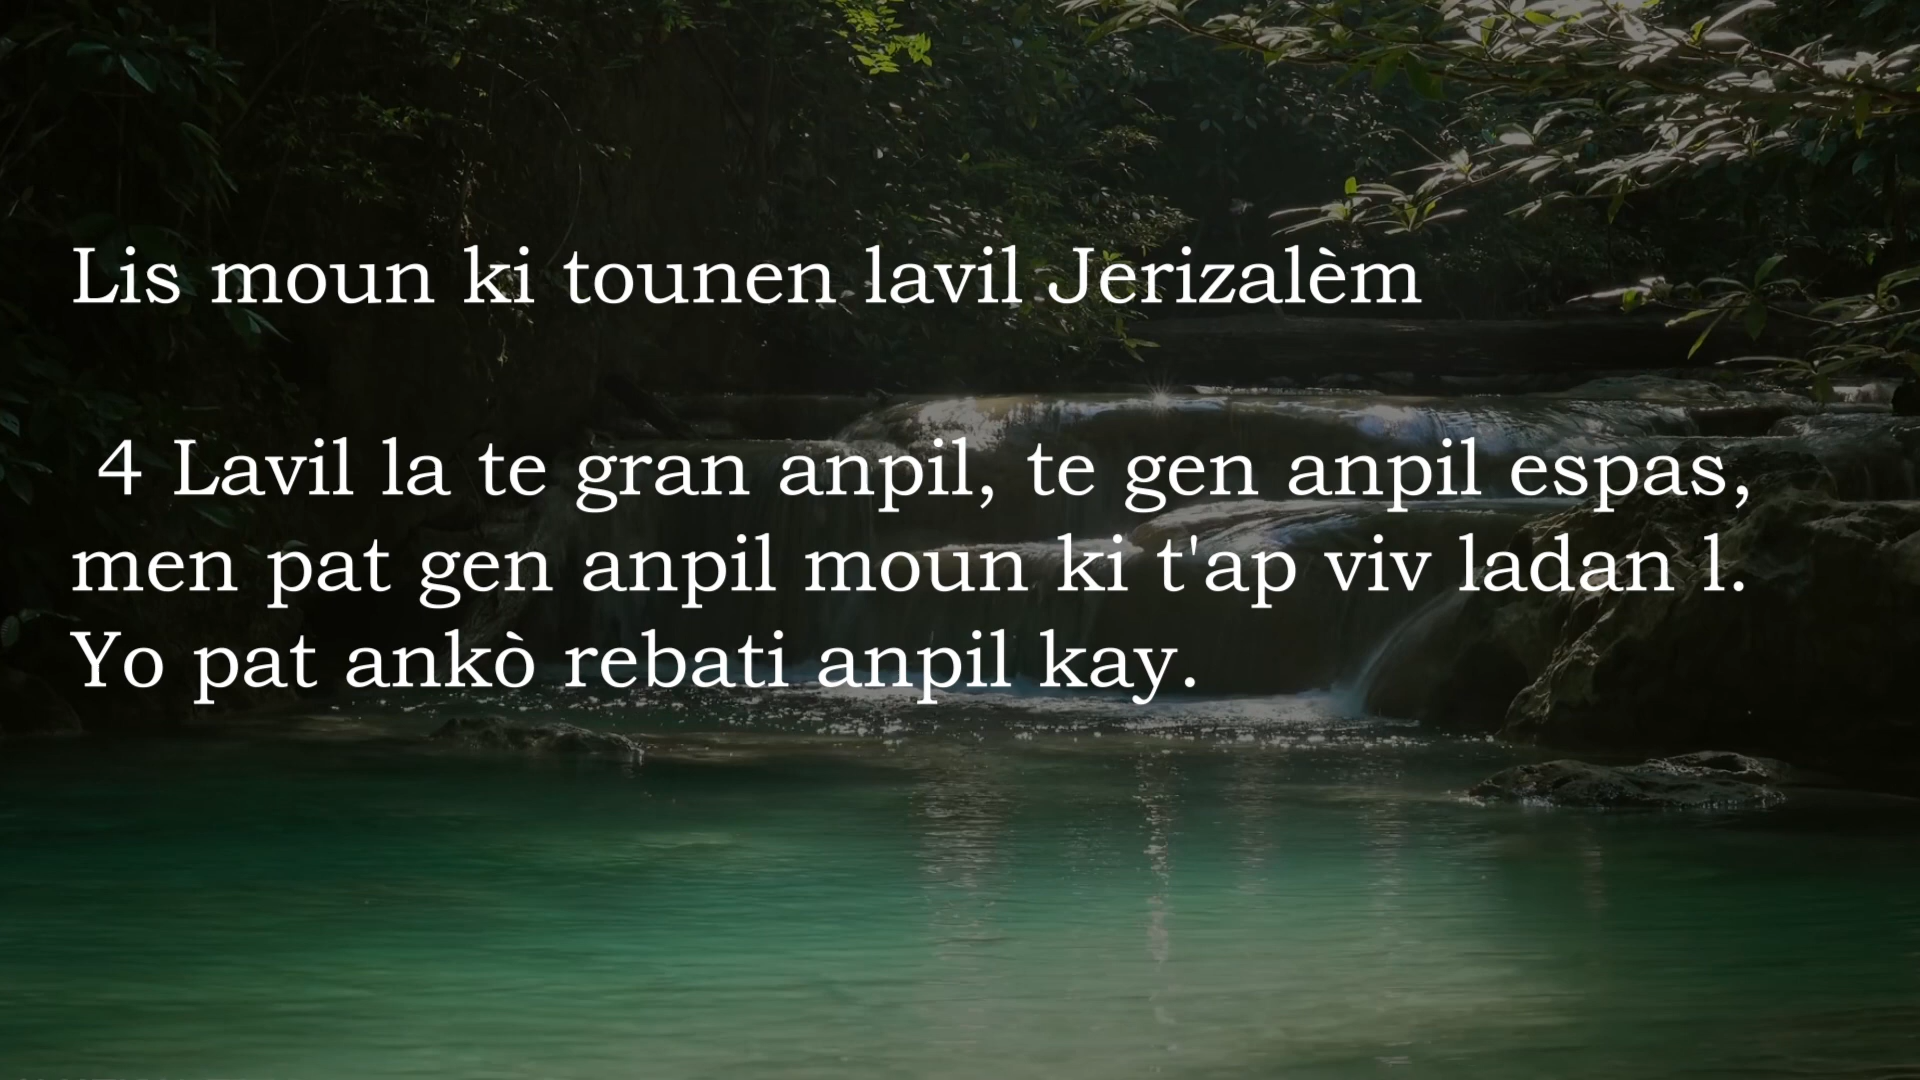 Lis moun ki tounen lavil Jerizalèm
4 Lavil la te gran anpil, te gen anpil espas,
men pat gen anpil moun ki t'ap viv ladan l.
Yo pat ankò rebati anpil kay.